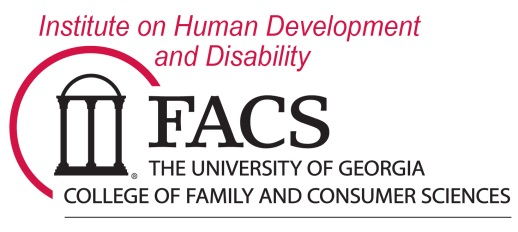 Institute on Human Development
and Disability
FACS
®
THE UNIVERSITY OF GEORGIA
COLLEGE OF FAMILY AND CONSUMER SCIENCES